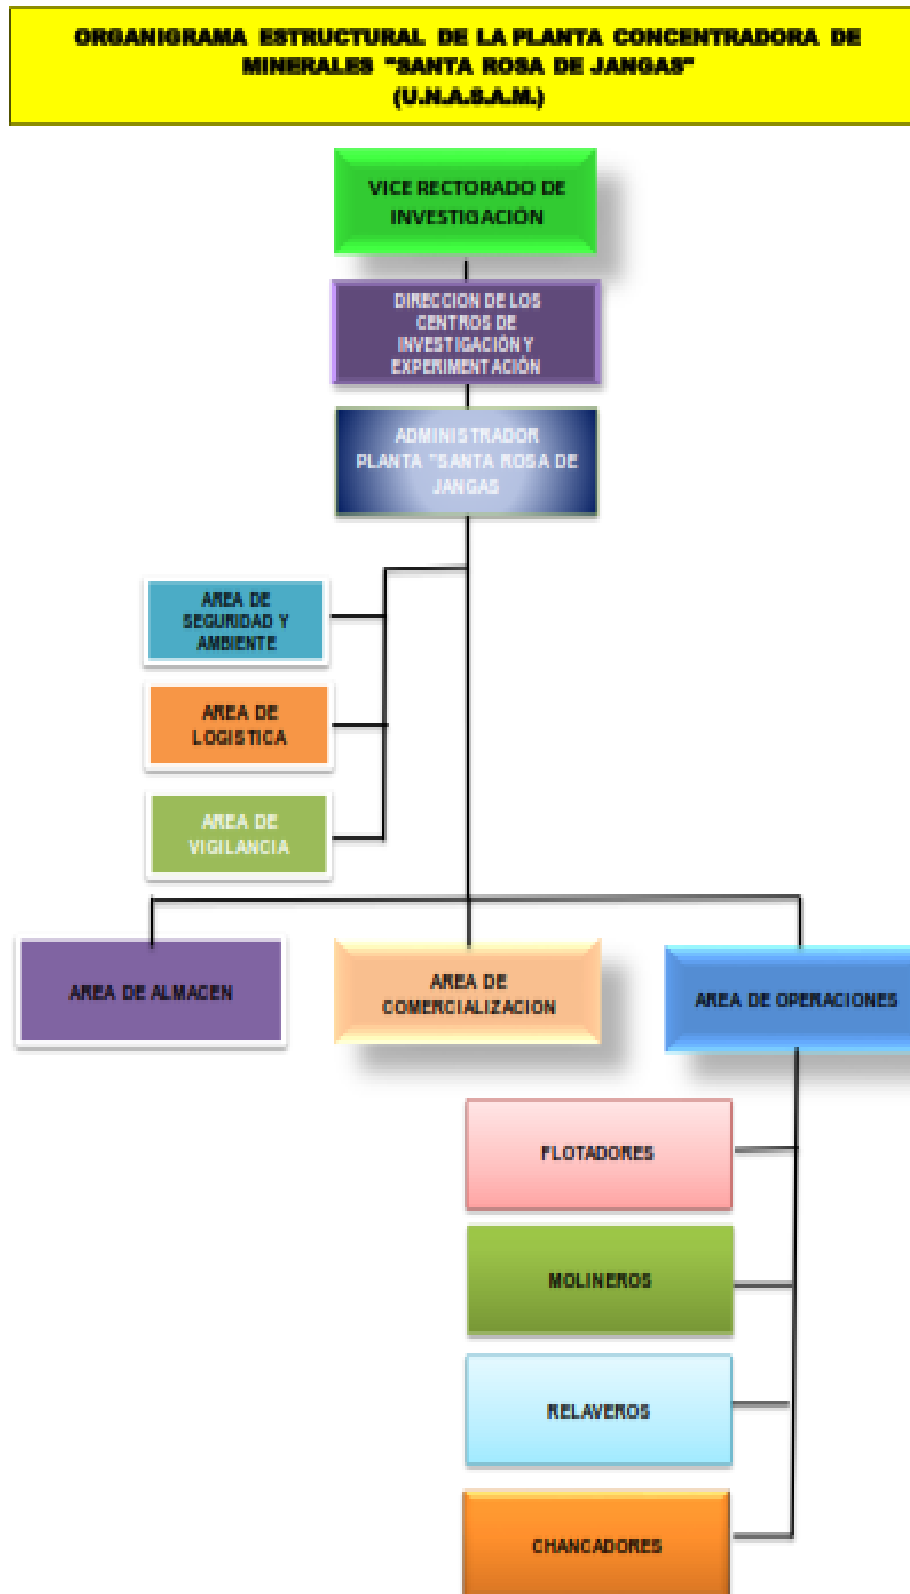 ORGANIGRAMA ESTRUCTURAL DE LA PLANTA CONCENTRADORA DE
MINERALES "SANTA ROSA DE JANGAS"
(U.N.A.S.A.M.)
VICE RECTORADO DE
INVESTIGACIÓN
DIRECCION DE LOS
CENTROS DE
INVESTIGACIÓN Y
EXPERIMENTACIÓN
ADMINISTRADOR
PLANTA "SANTA ROSA DE
JANGAS
AREA DE
SEGURIDAD Y
AMBIENTE
AREA DE
LOGISTICA
AREA DE
VIGILANCIA
AREA DE ALMACEN
AREA DE
COMERCIALIZACION
AREA DE OPERACIONES
FLOTADORES
MOLINEROS
RELAVEROS
CHANCADORES